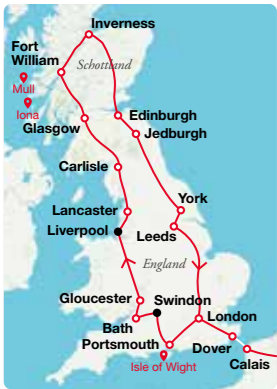 Inverness
Fort
William
Schottland
Mull
Iona
Glasgow
Edinburgh
Jedburgh
Carlisle
York
Lancaster
Liverpool
Leeds
England
Gloucester
Swindon
Bath
London
Portsmouth
Dover
Isle of Wight
Calais